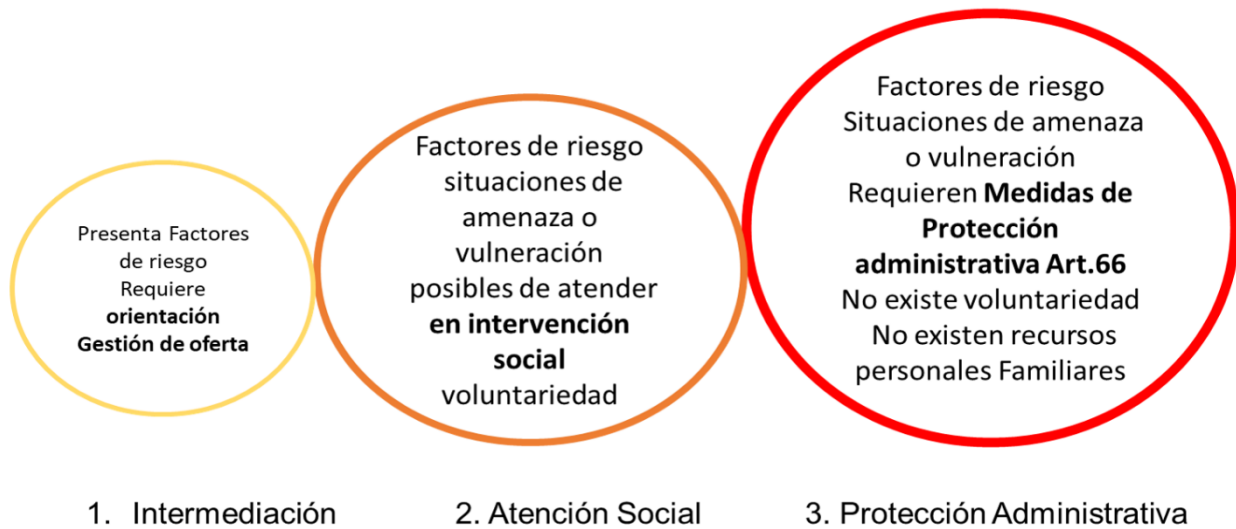 Presenta Factores
de riesgo
Requiere
orientación
Gestión de oferta
Factores de riesgo
situaciones de
amenaza o
vulneración
posibles de atender
en intervención
social
voluntariedad
Factores de riesgo
Situaciones de amenaza
o vulneración
Requieren Medidas de
Protección
administrativa Art.66
No existe voluntariedad
No existen recursos
personales Familiares
1. Intermediación
2. Atención Social
3. Protección Administrativa